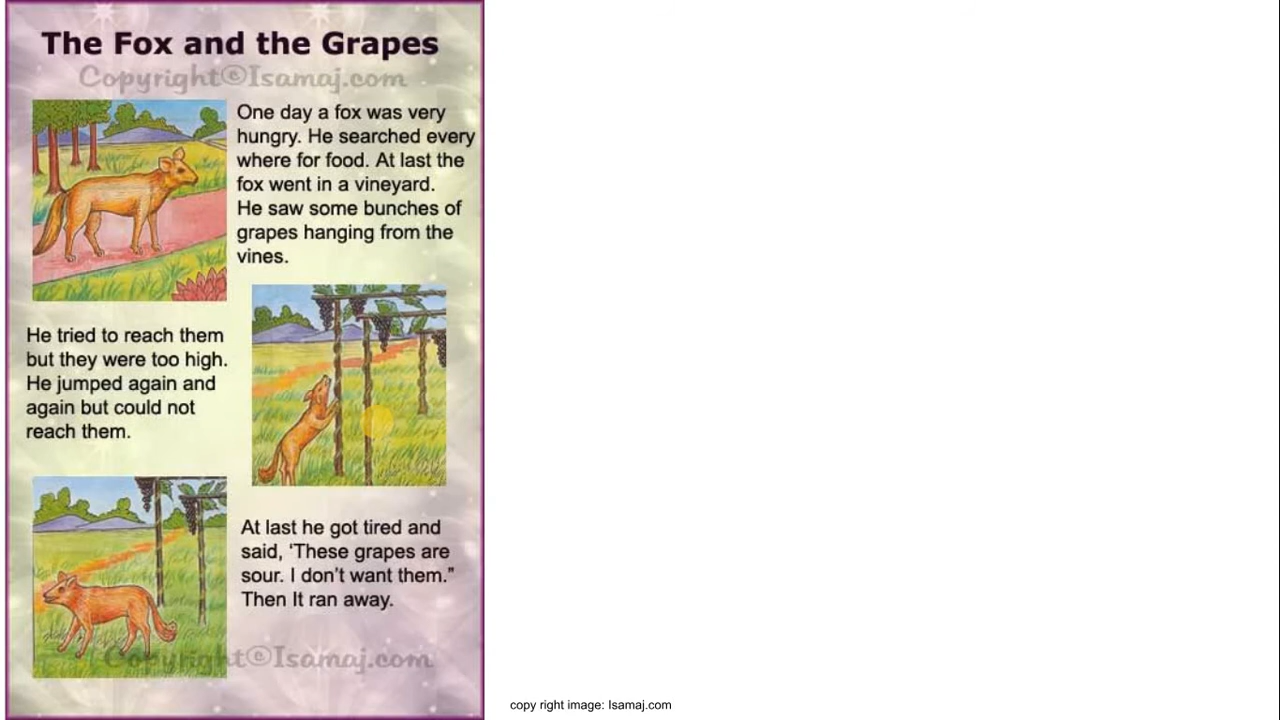 The Fox and the Grapes
Copyright©Isamaj.com
One day a fox was very
hungry. He searched every
where for food. At last the
fox went in a vineyard.
He saw some bunches of
grapes hanging from the
vines.
He tried to reach them
but they were too high.
He jumped again and
again but could not
reach them.
At last he got tired and
said, ‘These grapes are
sour. I don’t want them.”
Then It ran away.
Copyright©Isamaj.com
copy right image: Isamaj.com